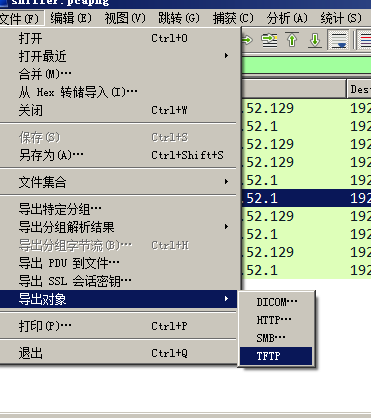 sniffer.pcapng
文件(F) 编辑(E) 视图(V) 跳转(G) 捕获(C) 分析(A) 统计(S)
打开 Ctrl+O
打开最近
合并(M)…
从 Hex 转储导入(I)…
关闭 Ctrl+W
保存(S) Ctrl+S
另存为(A)… Ctrl+Shift+S
文件集合
导出特定分组…
导出分组解析结果
导出分组字节流(B)… Ctrl+H
导出 PDU 到文件…
导出 SSL 会话密钥…
导出对象
打印(P)… Ctrl+P
退出 Ctrl+Q
DICOM…
HTTP…
SMB…
TFTP
Des
.52.129 192
.52.1 192
.52.129 192
.52.129 192
.52.1 192
.52.1 192
.52.129 192
.52.1 192
.52.129 192
.52.1 192